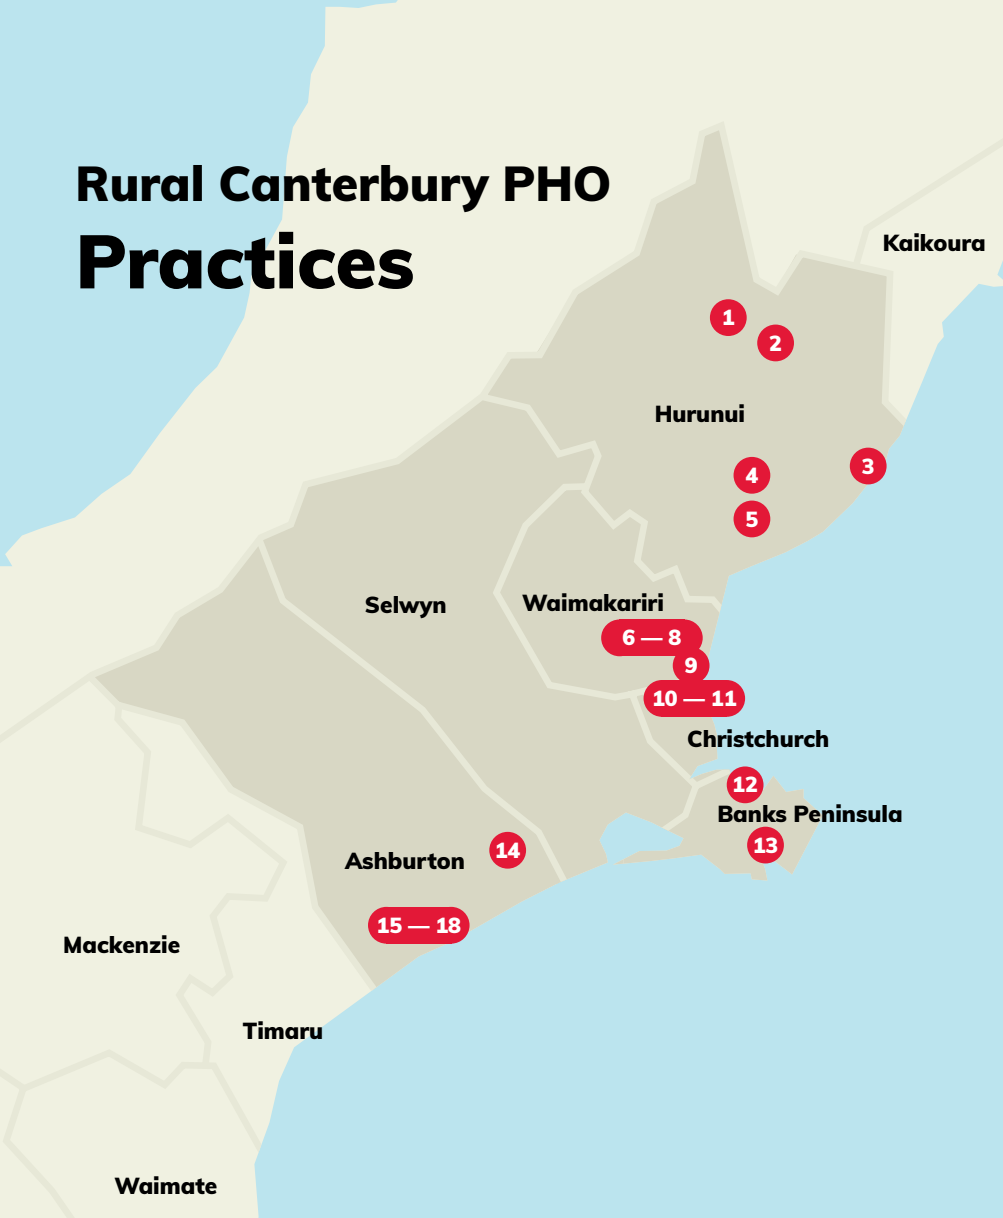 Rural Canterbury PHO
Practices
Kaikoura
1
2
Hurunui
3
4
5
Waimakariri
Selwyn
6 — 8
9
10 — 11
Christchurch
12
Banks Peninsula
13
14
Ashburton
15 — 18
Mackenzie
Timaru
Waimate